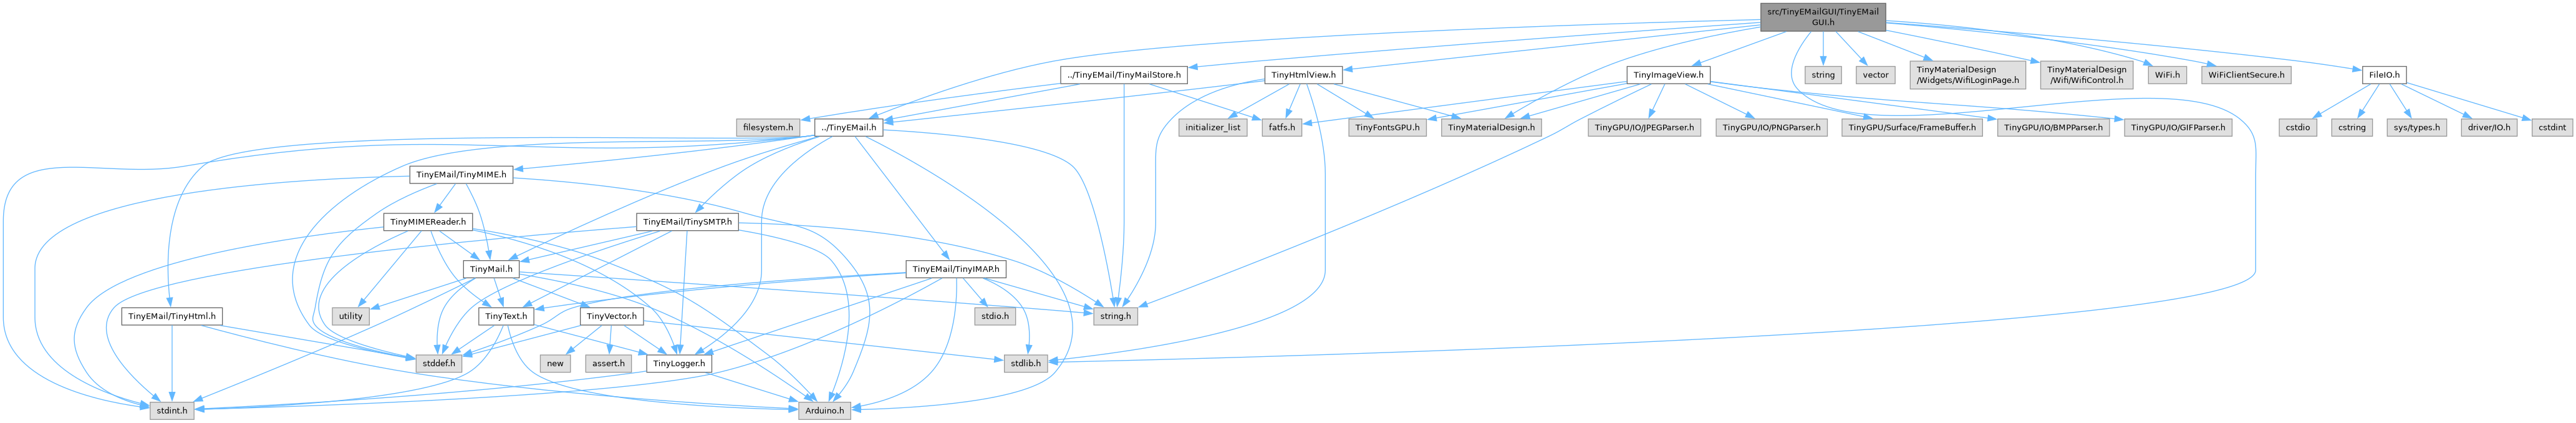 src/TinyEMailGUI/TinyEMail
GUI.h
../TinyEMail/TinyMailStore.h
TinyHtmlView.h
TinyImageView.h
string
vector
TinyMaterialDesign
/Widgets/WifiLoginPage.h
TinyMaterialDesign
/Wifi/WifiControl.h
WiFi.h
WiFiClientSecure.h
FileIO.h
filesystem.h
../TinyEMail.h
initializer_list
fatfs.h
TinyFontsGPU.h
TinyMaterialDesign.h
TinyGPU/IO/JPEGParser.h
TinyGPU/IO/PNGParser.h
TinyGPU/Surface/FrameBuffer.h
TinyGPU/IO/BMPParser.h
TinyGPU/IO/GIFParser.h
cstdio
cstring
sys/types.h
driver/IO.h
cstdint
TinyEMail/TinyMIME.h
TinyMIMEReader.h
TinyEMail/TinySMTP.h
TinyMail.h
TinyEMail/TinyIMAP.h
TinyEMail/TinyHtml.h
utility
TinyText.h
TinyVector.h
stdio.h
string.h
stddef.h
new
assert.h
TinyLogger.h
stdlib.h
stdint.h
Arduino.h